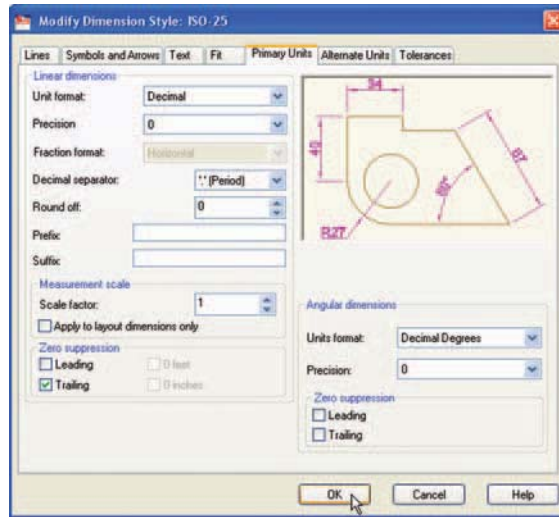 Modify Dimension Style: ISO-25
Lines Symbols and Arrows Text Fit Primary Units Alternate Units Tolerances
Linear dimensions
Unit format: Decimal
Precision 0
Fraction format: Horizontal
Decimal separator: '.' (Period)
Round off: 0
Prefix:
Suffix:
Measurement scale
Scale factor: 1
Apply to layout dimensions only
Zero suppression
Leading 0 feet
Trailing 0 inches
34
40
87
60°
R27
Angular dimensions
Units format: Decimal Degrees
Precision: 0
Zero suppression
Leading
Trailing
OK Cancel Help